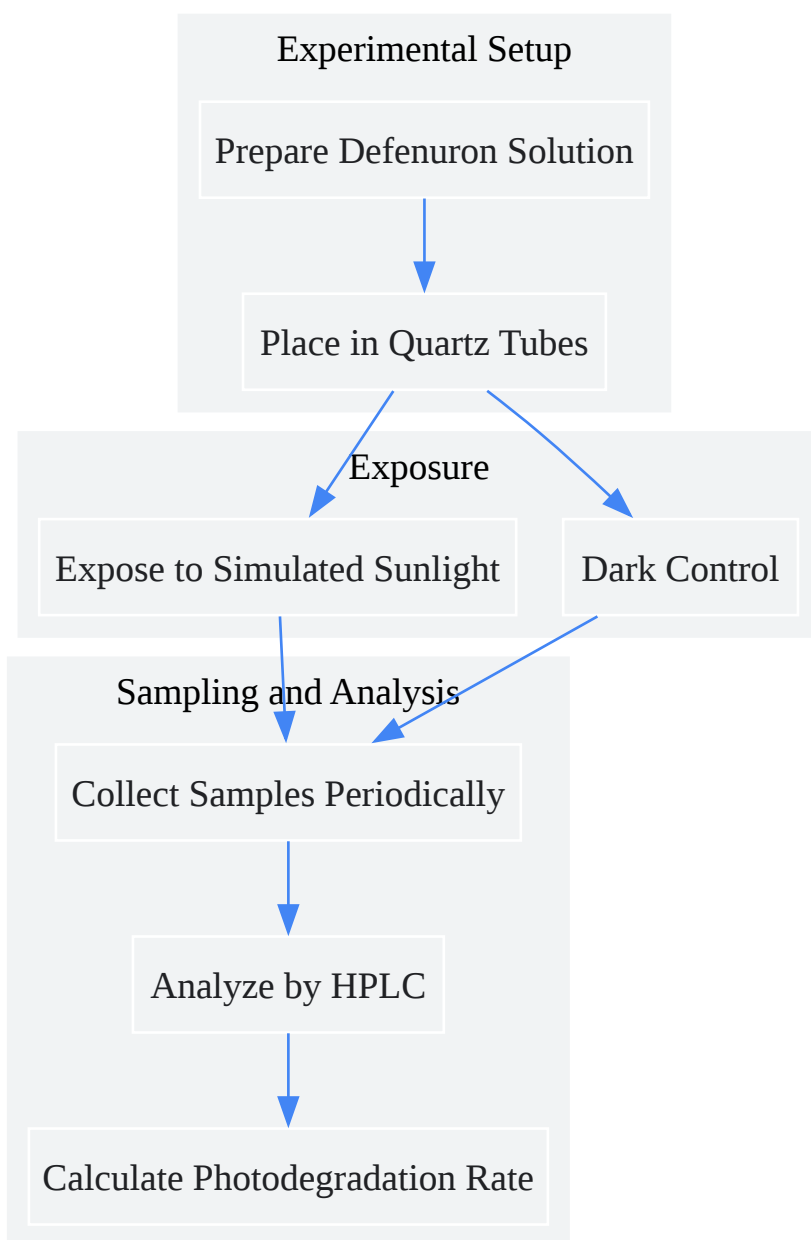 Experimental Setup
Prepare Defenuron Solution
Place in Quartz Tubes
Exposure
Expose to Simulated Sunlight
Dark Control
Sampling and Analysis
Collect Samples Periodically
Analyze by HPLC
Calculate Photodegradation Rate